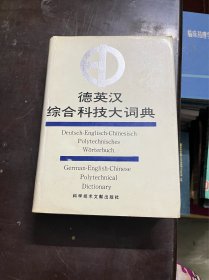 德英汉
综合科技大词典
Deutsch-Englisch-Chinesisch
Polytechnisches
Wörterbuch
German-English-Chinese
Polytechnical
Dictionary
科学技术文献出版社